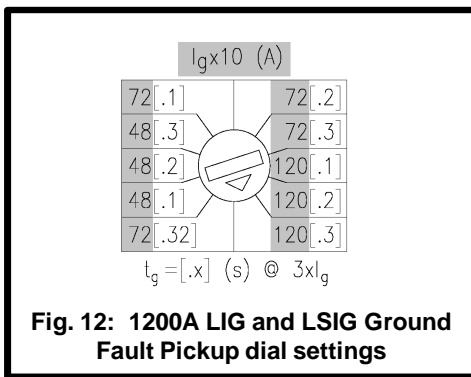 Igx10 (A)
72[.1] 72[.2]
48[.3] 72[.3]
48[.2] 120[.1]
48[.1] 120[.2]
72[.32] 120[.3]
tg=[.x] (s) @ 3xIg
Fig. 12: 1200A LIG and LSIG Ground
Fault Pickup dial settings